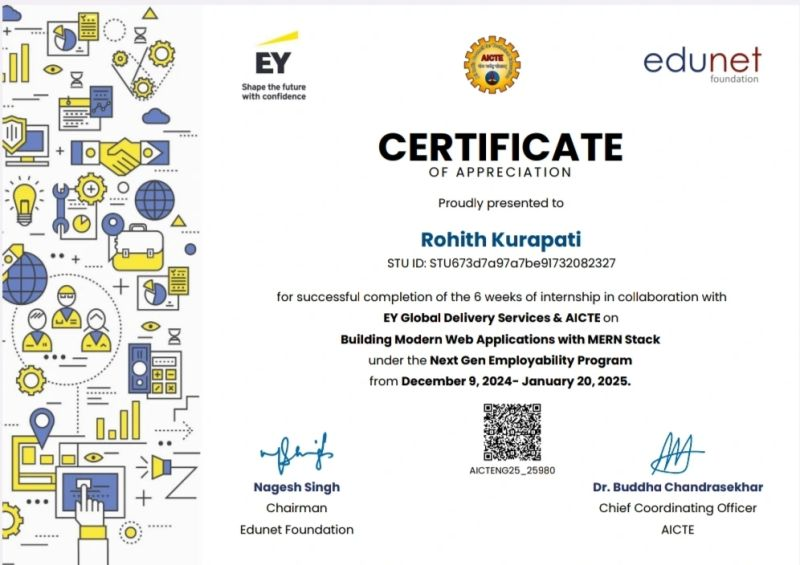 EY
Shape the future
with confidence
AICTE
edunet
foundation
CERTIFICATE
OF APPRECIATION
Proudly presented to
Rohith Kurapati
STU ID: STU673d7a97a7be91732082327
for successful completion of the 6 weeks of internship in collaboration with
EY Global Delivery Services & AICTE on
Building Modern Web Applications with MERN Stack
under the Next Gen Employability Program
from December 9, 2024- January 20, 2025.
AICTENG25_25980
Nagesh Singh
Chairman
Edunet Foundation
Dr. Buddha Chandrasekhar
Chief Coordinating Officer
AICTE